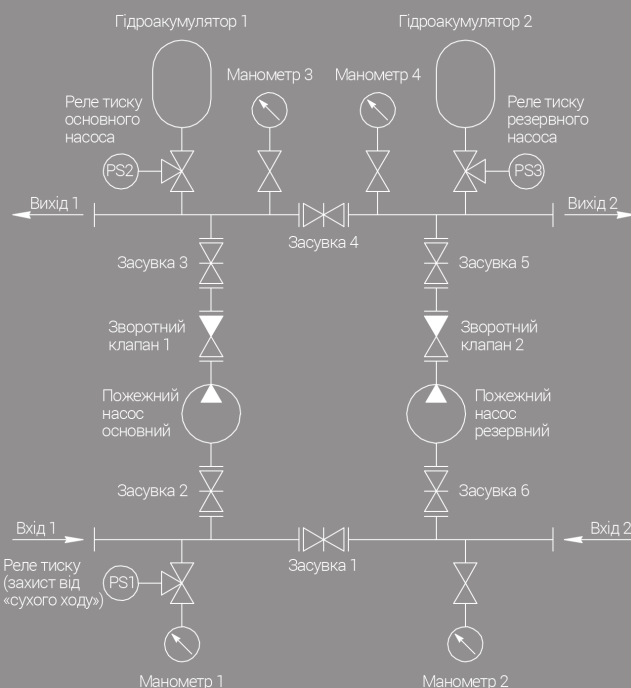 Гідроакумулятор 1
Гідроакумулятор 2
Манометр 3
Манометр 4
Реле тиску
основного
насоса
Реле тиску
резервного
насоса
PS2
PS3
Вихід 1
Вихід 2
Засувка 4
Засувка 3
Засувка 5
Зворотний
клапан 1
Зворотний
клапан 2
Пожежний
насос
основний
Пожежний
насос
резервний
Засувка 2
Засувка 6
Вхід 1
Вхід 2
Засувка 1
Реле тиску
(захист від
«сухого ходу»)
PS1
Манометр 1
Манометр 2